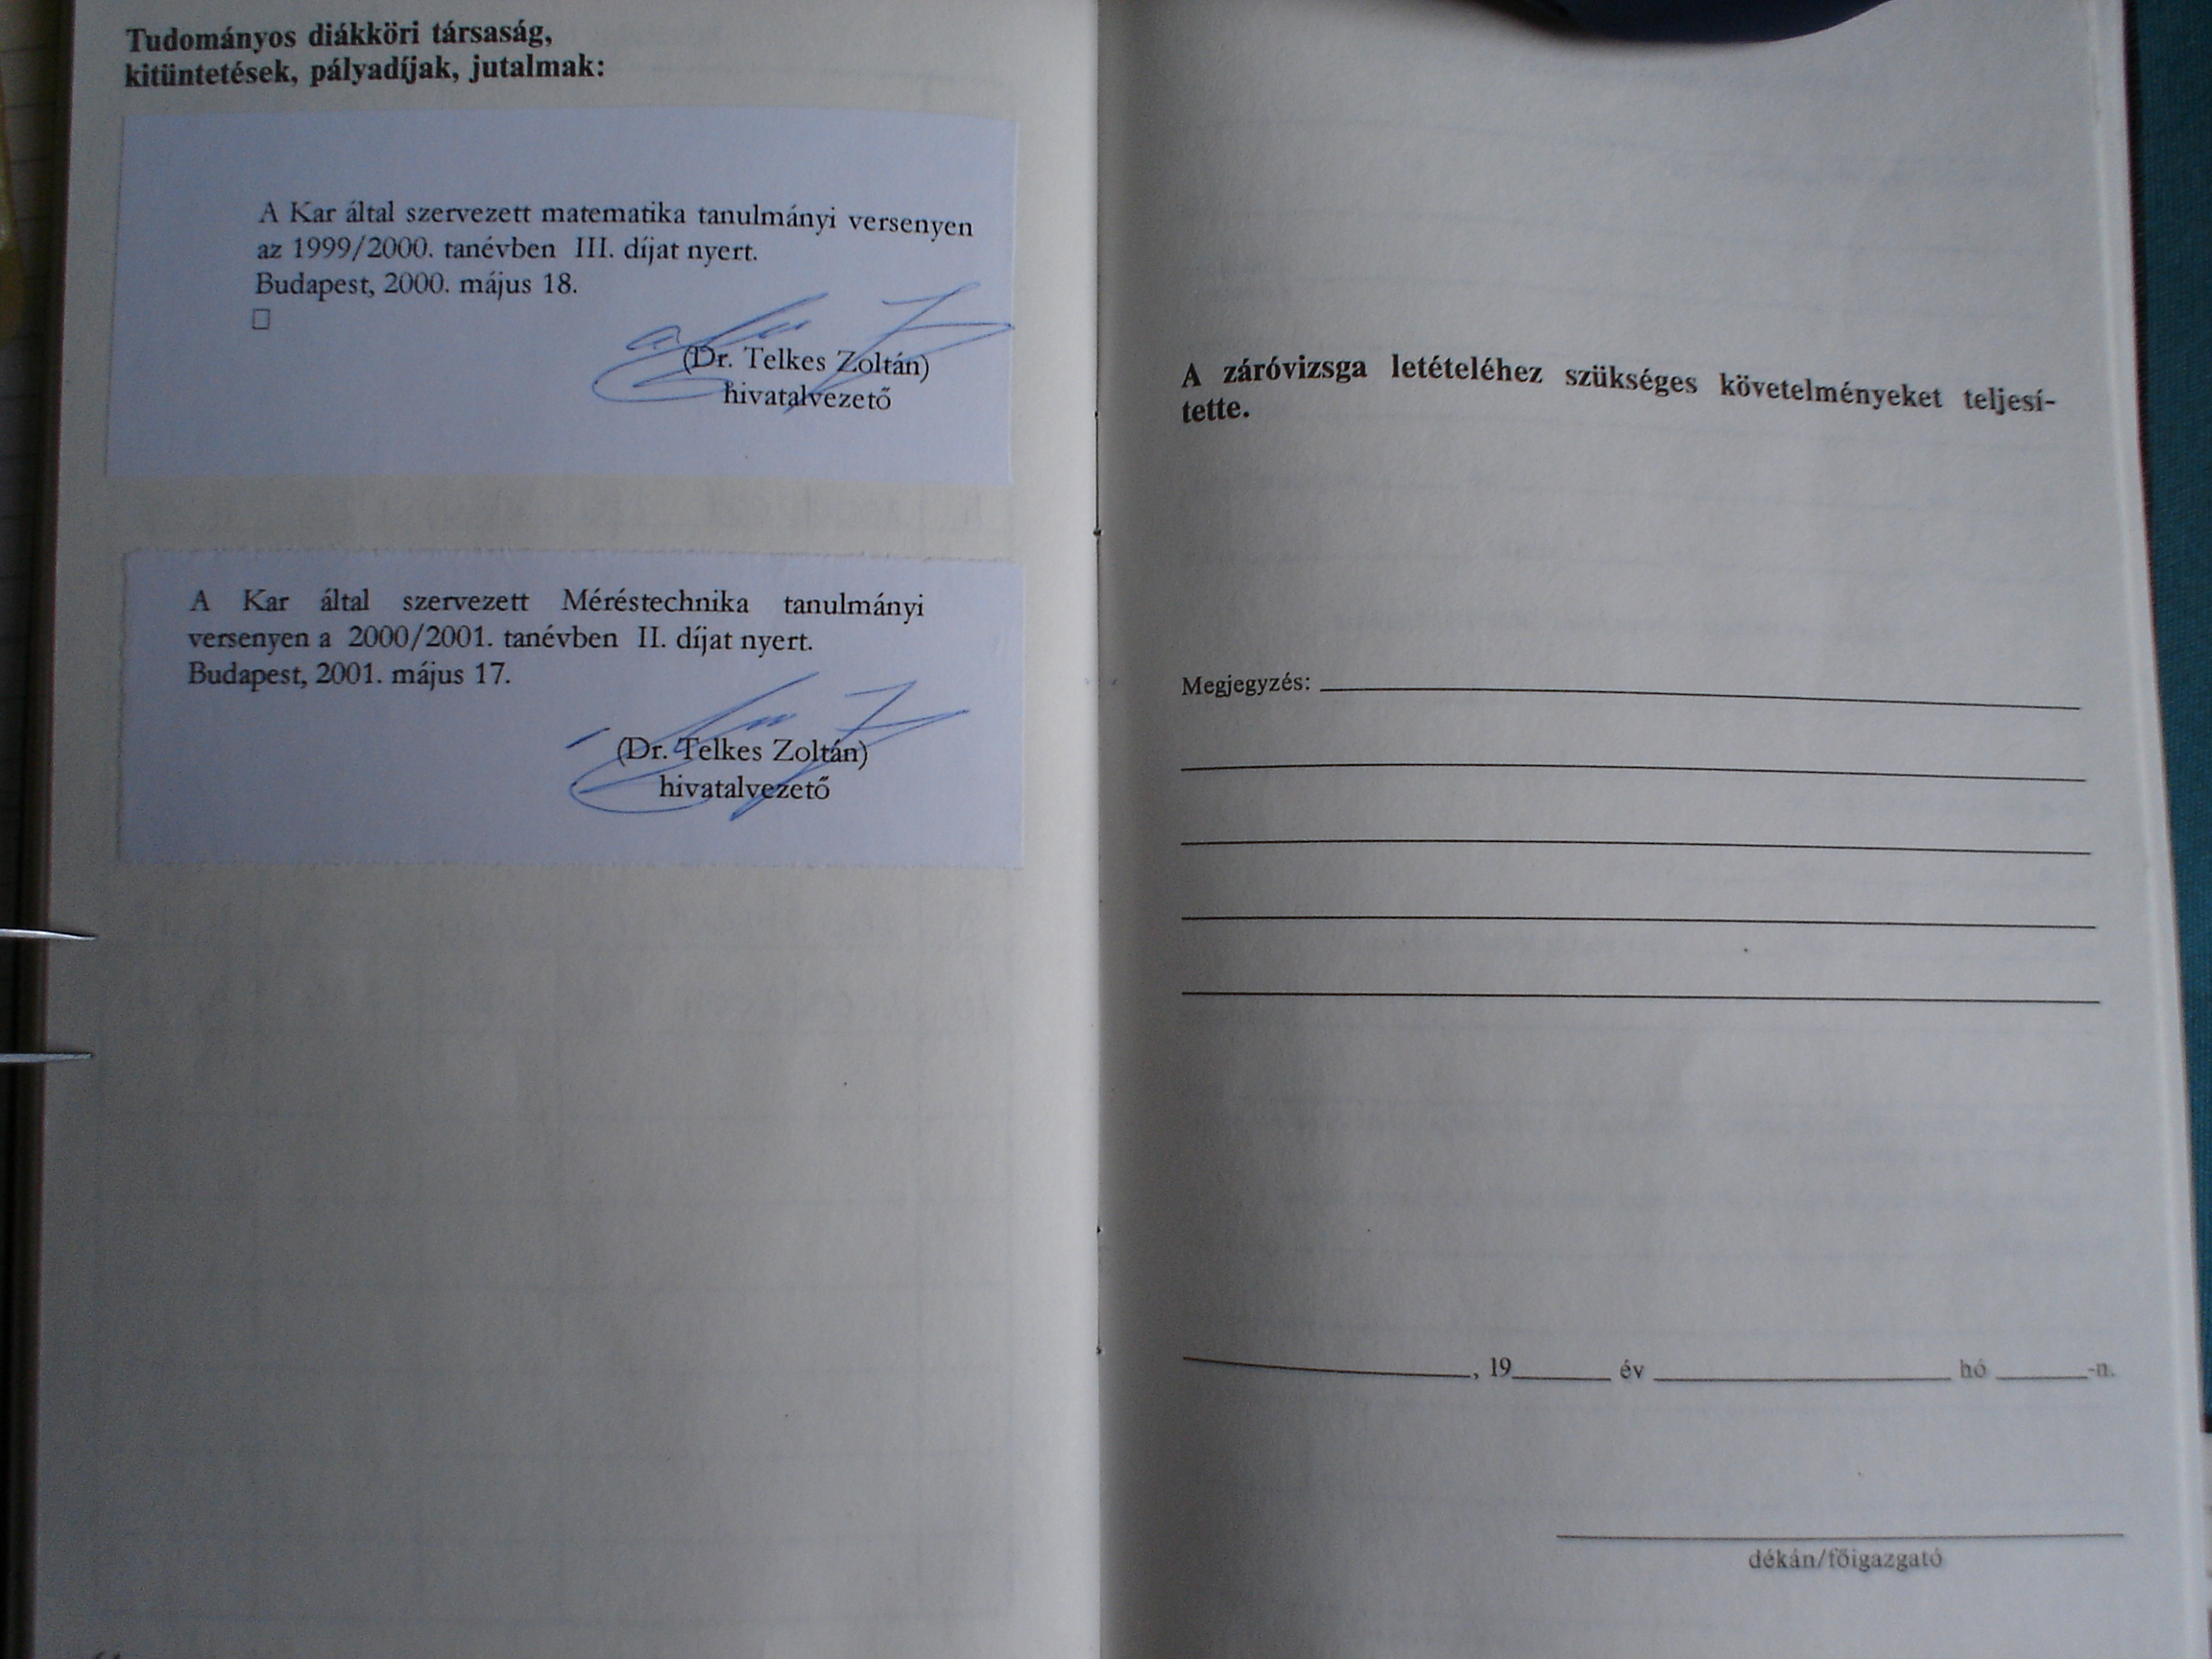 Tudományos diákköri társaság,
kitüntetések, pályadíjak, jutalmak:
A Kar által szervezett matematika tanulmányi versenyen
az 1999/2000. tanévben III. díjat nyert.
Budapest, 2000. május 18.
(Dr. Telkes Zoltán)
hivatalvezető
A Kar által szervezett Méréstechnika tanulmányi
versenyen a 2000/2001. tanévben II. díjat nyert.
Budapest, 2001. május 17.
(Dr. Telkes Zoltán)
hivatalvezető
A záróvizsga letételéhez szükséges követelményeket teljesí-
tette.
Megjegyzés:
, 19 év hó -n.
dékán/főigazgató